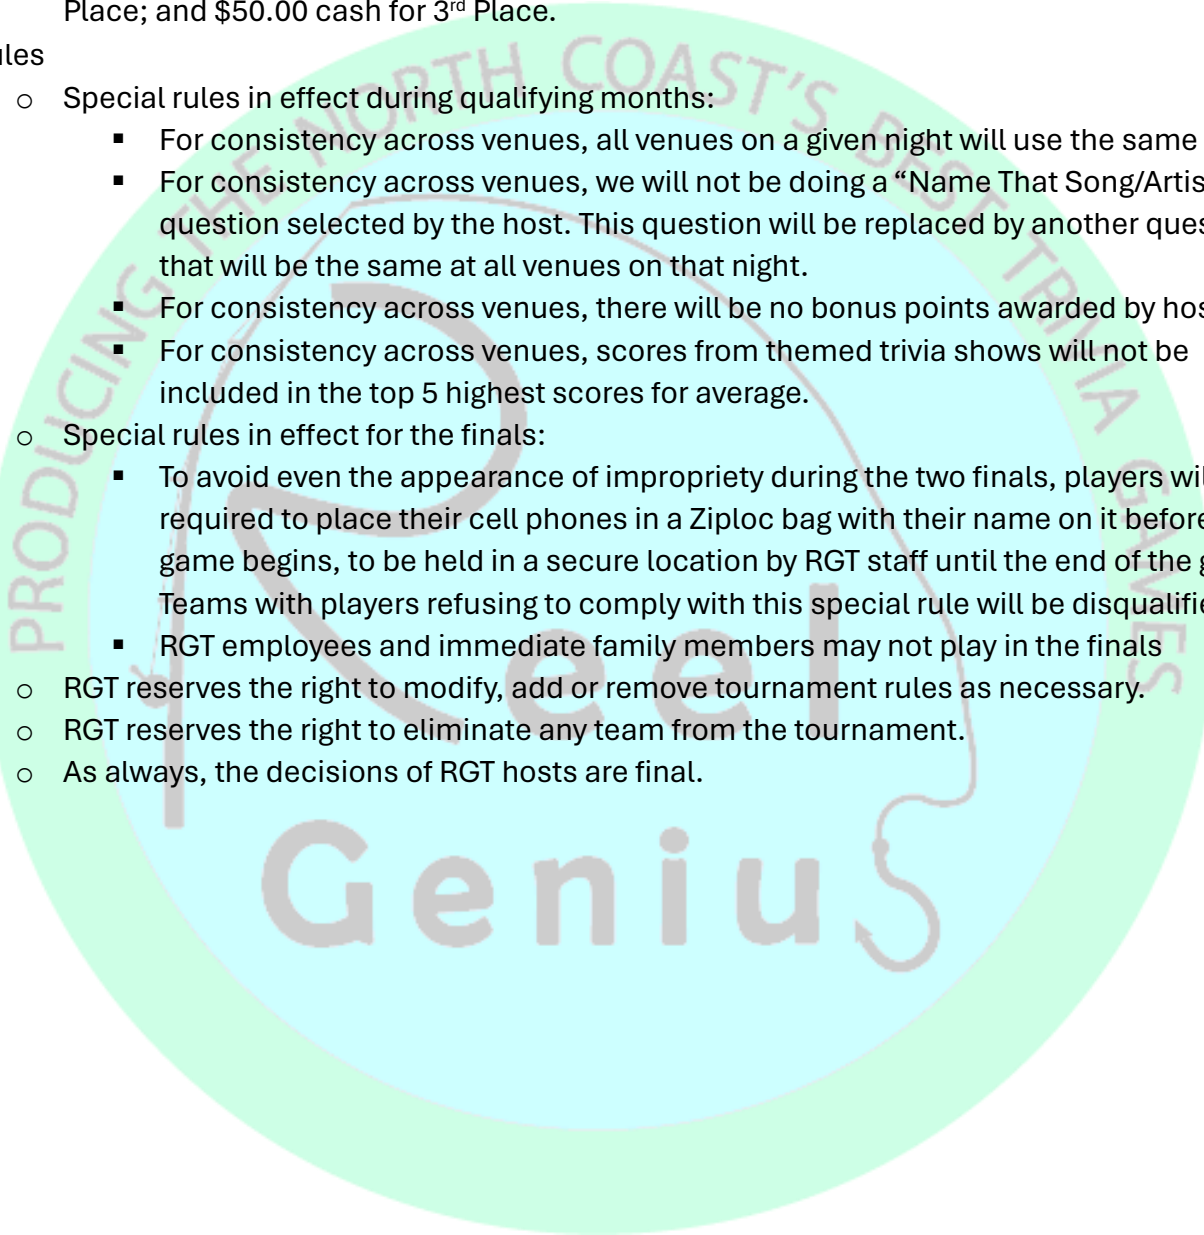 Place; and $50.00 cash for 3rd Place.
ules
o Special rules in effect during qualifying months:
▪ For consistency across venues, all venues on a given night will use the same
▪ For consistency across venues, we will not be doing a “Name That Song/Artis
question selected by the host. This question will be replaced by another ques
that will be the same at all venues on that night.
▪ For consistency across venues, there will be no bonus points awarded by hos
▪ For consistency across venues, scores from themed trivia shows will not be
included in the top 5 highest scores for average.
o Special rules in effect for the finals:
▪ To avoid even the appearance of impropriety during the two finals, players wil
required to place their cell phones in a Ziploc bag with their name on it before
game begins, to be held in a secure location by RGT staff until the end of the g
Teams with players refusing to comply with this special rule will be disqualifie
▪ RGT employees and immediate family members may not play in the finals
o RGT reserves the right to modify, add or remove tournament rules as necessary.
o RGT reserves the right to eliminate any team from the tournament.
o As always, the decisions of RGT hosts are final.
PRODUCING THE NORTH COAST'S BEST TRIVIA GAMES
Reel
Genius